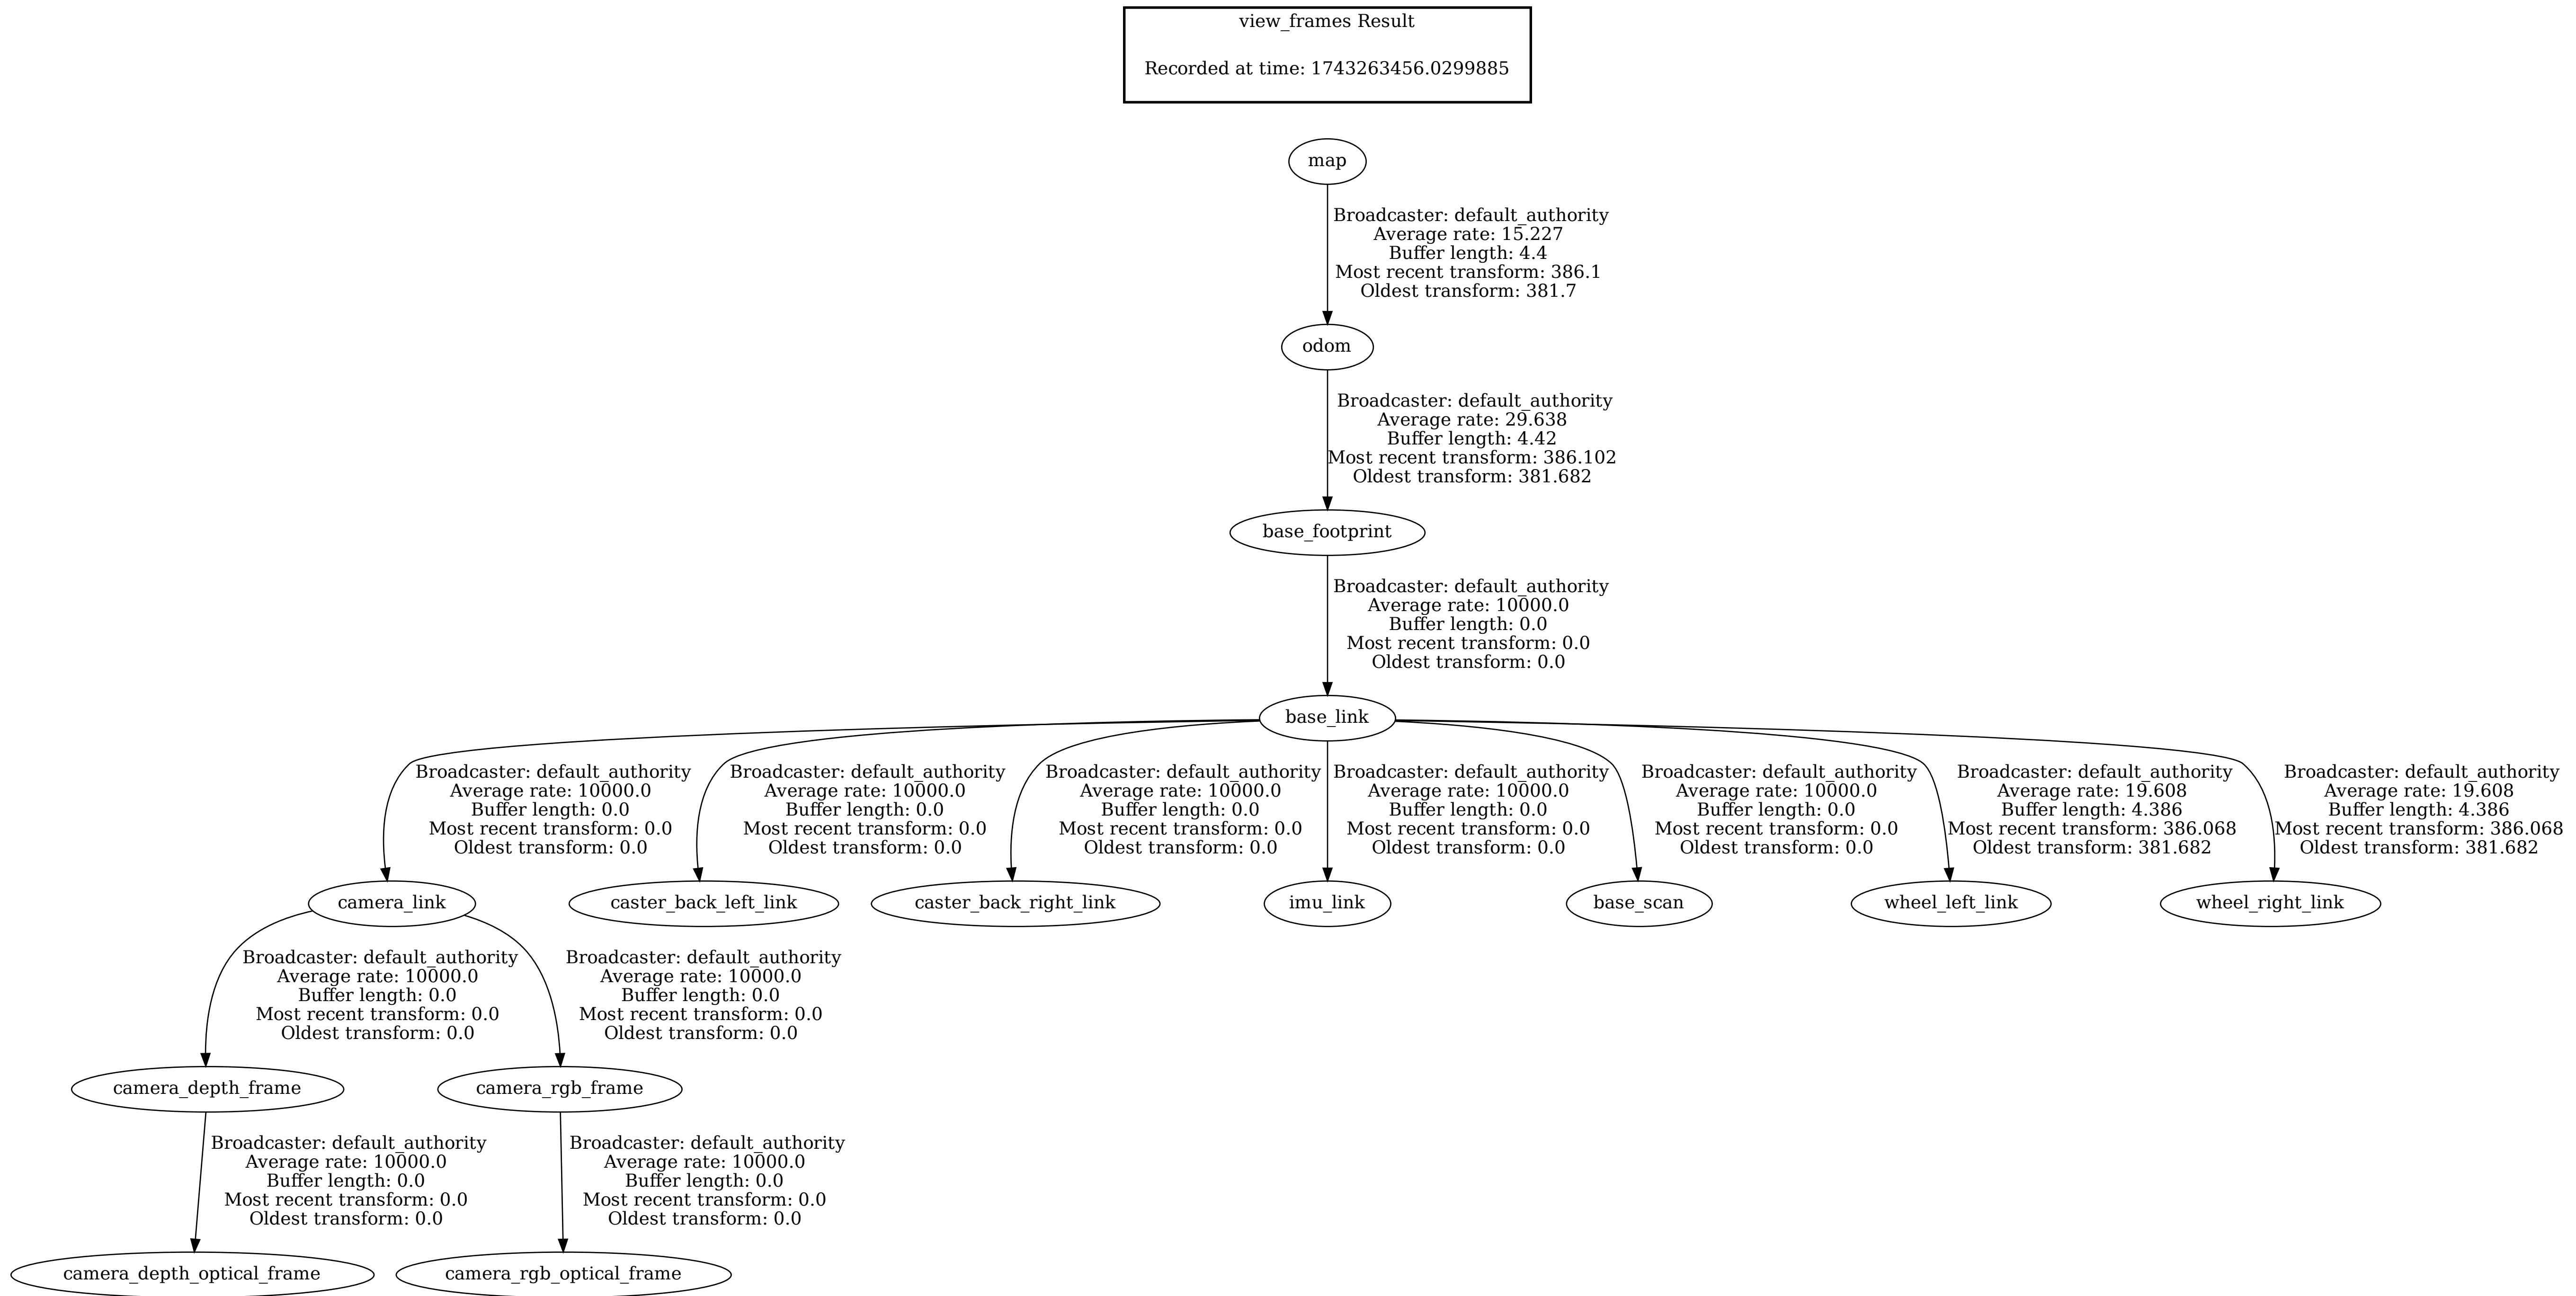 view_frames Result
Recorded at time: 1743263456.0299885
map
Broadcaster: default_authority
Average rate: 15.227
Buffer length: 4.4
Most recent transform: 386.1
Oldest transform: 381.7
odom
Broadcaster: default_authority
Average rate: 29.638
Buffer length: 4.42
Most recent transform: 386.102
Oldest transform: 381.682
base_footprint
Broadcaster: default_authority
Average rate: 10000.0
Buffer length: 0.0
Most recent transform: 0.0
Oldest transform: 0.0
base_link
Broadcaster: default_authority
Average rate: 10000.0
Buffer length: 0.0
Most recent transform: 0.0
Oldest transform: 0.0
Broadcaster: default_authority
Average rate: 10000.0
Buffer length: 0.0
Most recent transform: 0.0
Oldest transform: 0.0
Broadcaster: default_authority
Average rate: 10000.0
Buffer length: 0.0
Most recent transform: 0.0
Oldest transform: 0.0
Broadcaster: default_authority
Average rate: 10000.0
Buffer length: 0.0
Most recent transform: 0.0
Oldest transform: 0.0
Broadcaster: default_authority
Average rate: 10000.0
Buffer length: 0.0
Most recent transform: 0.0
Oldest transform: 0.0
Broadcaster: default_authority
Average rate: 19.608
Buffer length: 4.386
Most recent transform: 386.068
Oldest transform: 381.682
Broadcaster: default_authority
Average rate: 19.608
Buffer length: 4.386
Most recent transform: 386.068
Oldest transform: 381.682
camera_link
caster_back_left_link
caster_back_right_link
imu_link
base_scan
wheel_left_link
wheel_right_link
Broadcaster: default_authority
Average rate: 10000.0
Buffer length: 0.0
Most recent transform: 0.0
Oldest transform: 0.0
Broadcaster: default_authority
Average rate: 10000.0
Buffer length: 0.0
Most recent transform: 0.0
Oldest transform: 0.0
camera_depth_frame
camera_rgb_frame
Broadcaster: default_authority
Average rate: 10000.0
Buffer length: 0.0
Most recent transform: 0.0
Oldest transform: 0.0
Broadcaster: default_authority
Average rate: 10000.0
Buffer length: 0.0
Most recent transform: 0.0
Oldest transform: 0.0
camera_depth_optical_frame
camera_rgb_optical_frame